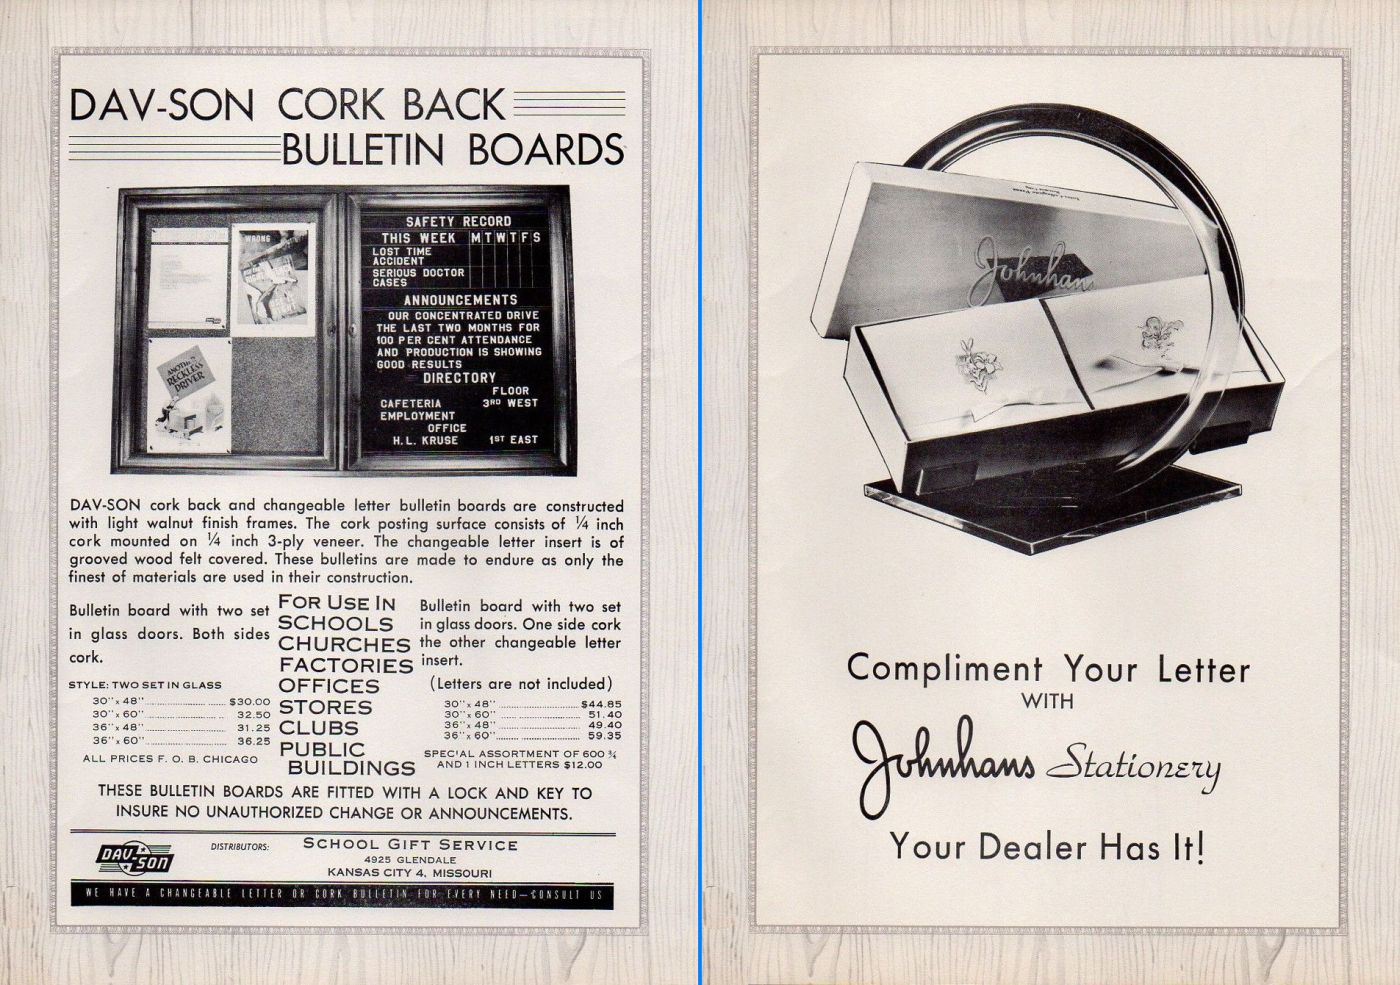 DAV-SON CORK BACK
BULLETIN BOARDS
WRONG
ANOTHER
RECKLESS
DRIVER
SAFETY RECORD
THIS WEEK M T W T F S
LOST TIME
ACCIDENT
SERIOUS DOCTOR
CASES
ANNOUNCEMENTS
OUR CONCENTRATED DRIVE
THE LAST TWO MONTHS FOR
100 PER CENT ATTENDANCE
AND PRODUCTION IS SHOWING
GOOD RESULTS
DIRECTORY
FLOOR
CAFETERIA 3RD WEST
EMPLOYMENT
OFFICE
H.L. KRUSE 1ST EAST
DAV-SON cork back and changeable letter bulletin boards are constructed
with light walnut finish frames. The cork posting surface consists of ¼ inch
cork mounted on ¼ inch 3-ply veneer. The changeable letter insert is of
grooved wood felt covered. These bulletins are made to endure as only the
finest of materials are used in their construction.
Bulletin board with two set
in glass doors. Both sides
cork.
STYLE: TWO SET IN GLASS
30"x 48" $30.00
30"x 60" 32.50
36"x 48" 31.25
36"x 60" 36.25
ALL PRICES F. O. B. CHICAGO
FOR USE IN
SCHOOLS
CHURCHES
FACTORIES
OFFICES
STORES
CLUBS
PUBLIC
BUILDINGS
Bulletin board with two set
in glass doors. One side cork
the other changeable letter
insert.
(Letters are not included)
30"x 48" $44.85
30"x 60" 51.40
36"x 48" 49.40
36"x 60" 59.35
SPECIAL ASSORTMENT OF 600 ¾
AND 1 INCH LETTERS $12.00
THESE BULLETIN BOARDS ARE FITTED WITH A LOCK AND KEY TO
INSURE NO UNAUTHORIZED CHANGE OR ANNOUNCEMENTS.
DAV-SON
DISTRIBUTORS:
SCHOOL GIFT SERVICE
4925 GLENDALE
KANSAS CITY 4, MISSOURI
WE HAVE A CHANGEABLE LETTER OR CORK BULLETIN FOR EVERY NEED—CONSULT US
Johnhans
Compliment Your Letter
WITH
Johnhans Stationery
Your Dealer Has It!